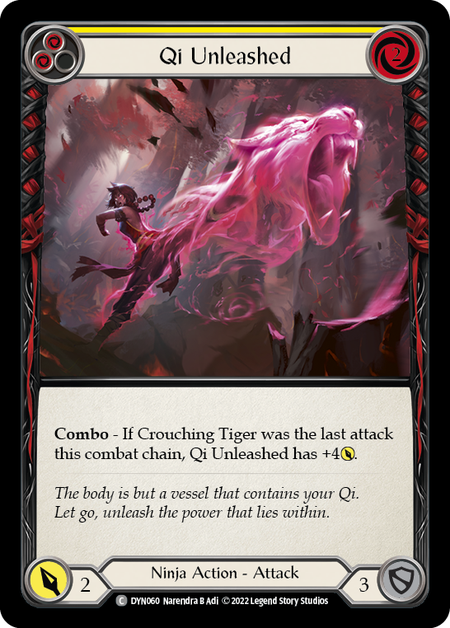 Qi Unleashed
2
Combo - If Crouching Tiger was the last attack
this combat chain, Qi Unleashed has +4.
The body is but a vessel that contains your Qi.
Let go, unleash the power that lies within.
2
Ninja Action - Attack
3
C DYN060 Narendra B Adi ©2022 Legend Story Studios